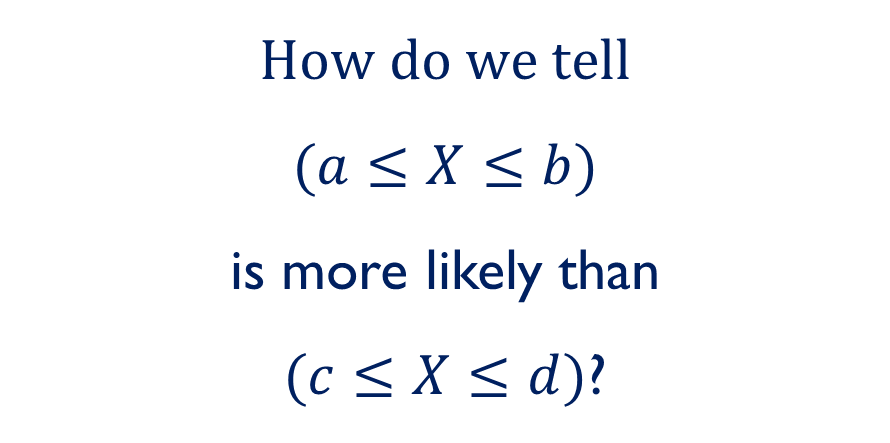 How do we tell
(a ≤ X ≤ b)
is more likely than
(c ≤ X ≤ d)?